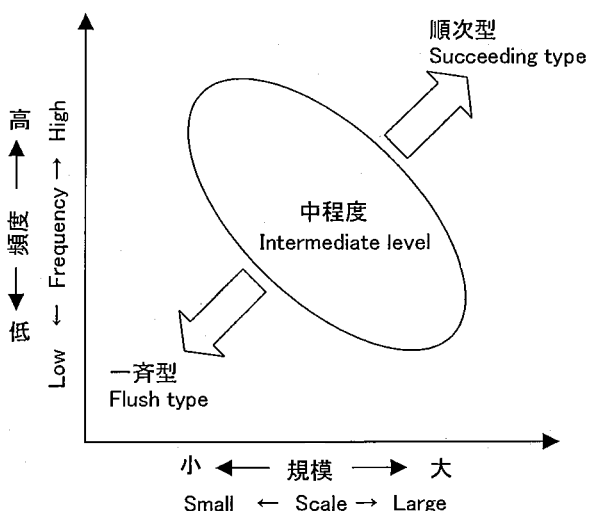 順次型
Succeeding type
高
頻度
低
High
Low ← Frequency → High
中程度
Intermediate level
一斉型
Flush type
小 規模 大
Small ← Scale → Large